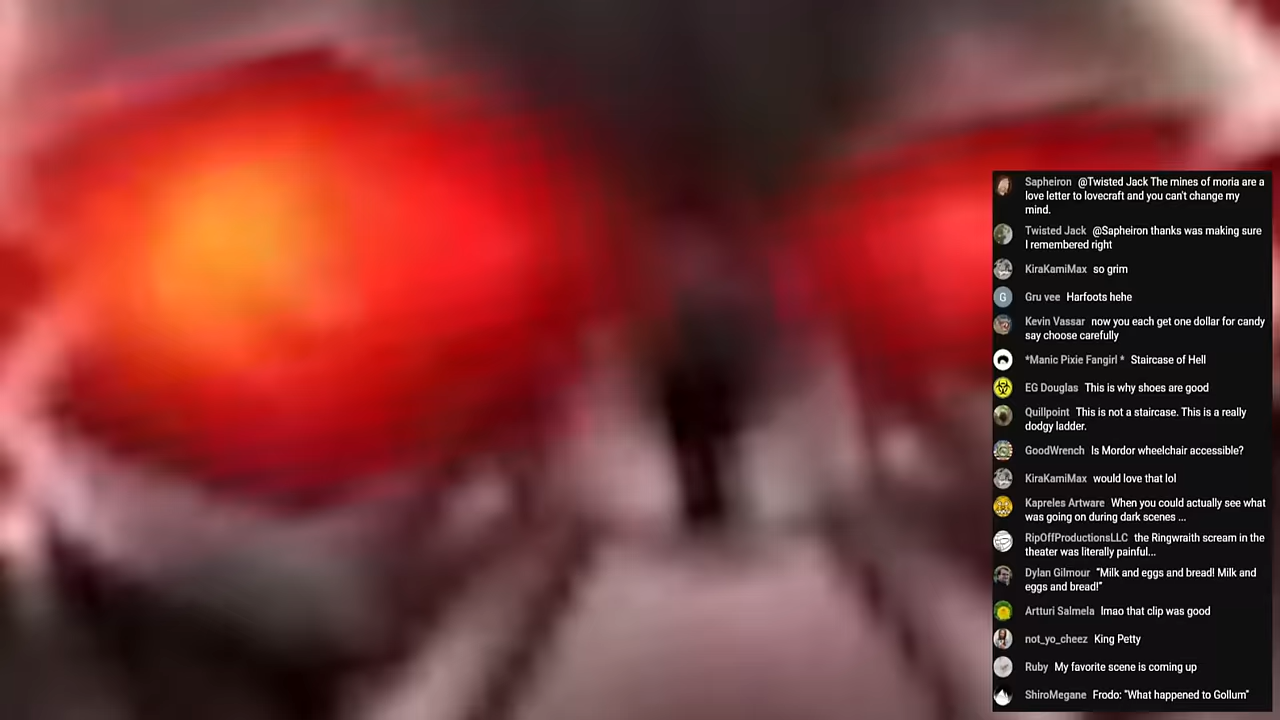 Sapheiron @Twisted Jack The mines of moria are a
love letter to lovecraft and you can't change my
mind.
Twisted Jack @Sapheiron thanks was making sure
I remembered right
KiraKamiMax so grim
G Gru vee Harfoots hehe
Kevin Vassar now you each get one dollar for candy
say choose carefully
*Manic Pixie Fangirl * Staircase of Hell
EG Douglas This is why shoes are good
Quillpoint This is not a staircase. This is a really
dodgy ladder.
GoodWrench Is Mordor wheelchair accessible?
KiraKamiMax would love that lol
Kapreles Artware When you could actually see what
was going on during dark scenes ...
RipOffProductionsLLC the Ringwraith scream in the
theater was literally painful...
Dylan Gilmour “Milk and eggs and bread! Milk and
eggs and bread!”
Artturi Salmela lmao that clip was good
not_yo_cheez King Petty
Ruby My favorite scene is coming up
ShiroMegane Frodo: "What happened to Gollum"